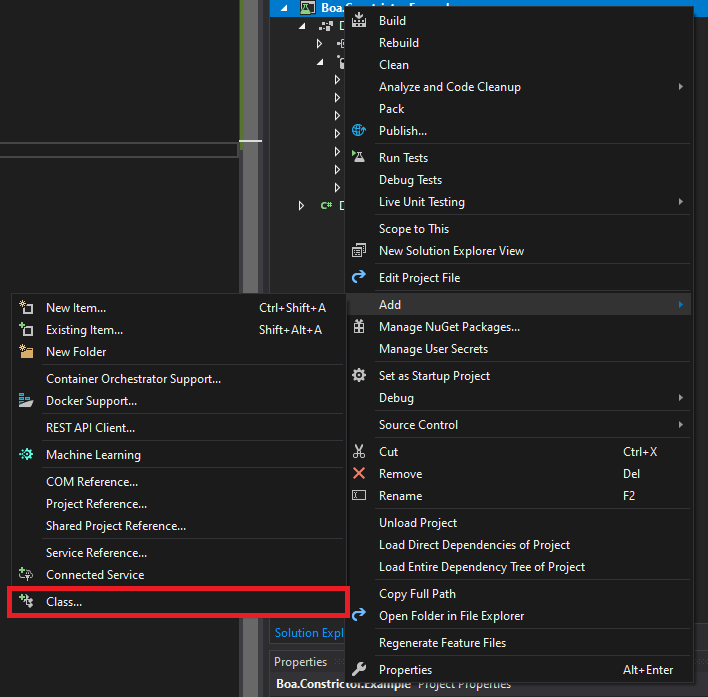 Boa.Constrictor.Example
Build
Rebuild
Clean
Analyze and Code Cleanup
Pack
Publish...
Run Tests
Debug Tests
Live Unit Testing
Scope to This
New Solution Explorer View
Edit Project File
Add
Manage NuGet Packages...
Manage User Secrets
Set as Startup Project
Debug
Source Control
Cut Ctrl+X
Remove Del
Rename F2
Unload Project
Load Direct Dependencies of Project
Load Entire Dependency Tree of Project
Copy Full Path
Open Folder in File Explorer
Regenerate Feature Files
Properties Alt+Enter
New Item... Ctrl+Shift+A
Existing Item... Shift+Alt+A
New Folder
Container Orchestrator Support...
Docker Support...
REST API Client...
Machine Learning
COM Reference...
Project Reference...
Shared Project Reference...
Service Reference...
Connected Service
Class...
C#
Solution Expl
Properties
Boa.Constrictor.Example Project Properties